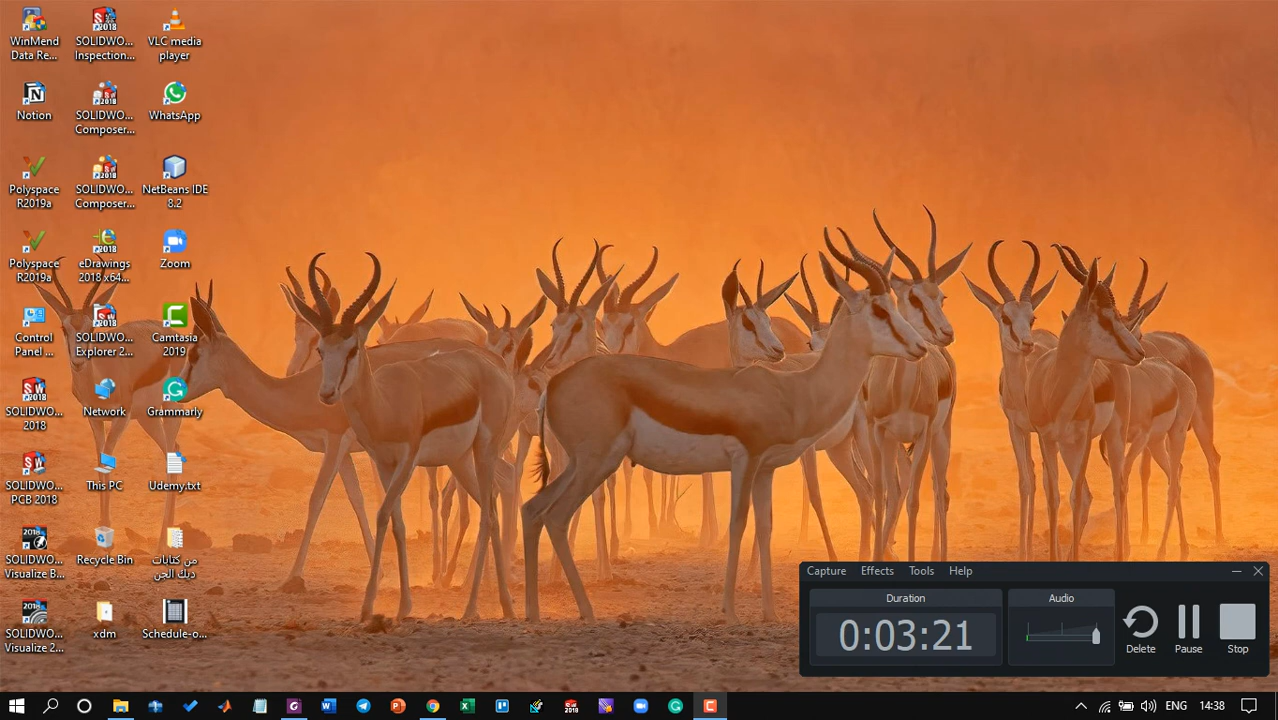 WinMend
Data Re...
SOLIDWO...
Inspection...
VLC media
player
Notion
SOLIDWO...
Composer...
WhatsApp
Polyspace
R2019a
SOLIDWO...
Composer...
NetBeans IDE
8.2
Polyspace
R2019a
eDrawings
2018 x64...
Zoom
Control
Panel ...
SOLIDWO...
Explorer 2...
Camtasia
2019
SOLIDWO...
2018
Network
Grammarly
SOLIDWO...
PCB 2018
This PC
Udemy.txt
SOLIDWO...
Visualize B...
Recycle Bin
من كتابات
ديك الجن
SOLIDWO...
Visualize 2...
xdm
Schedule-o...
Capture Effects Tools Help
Duration
Audio
0:03:21
Delete Pause Stop
ENG 14:38